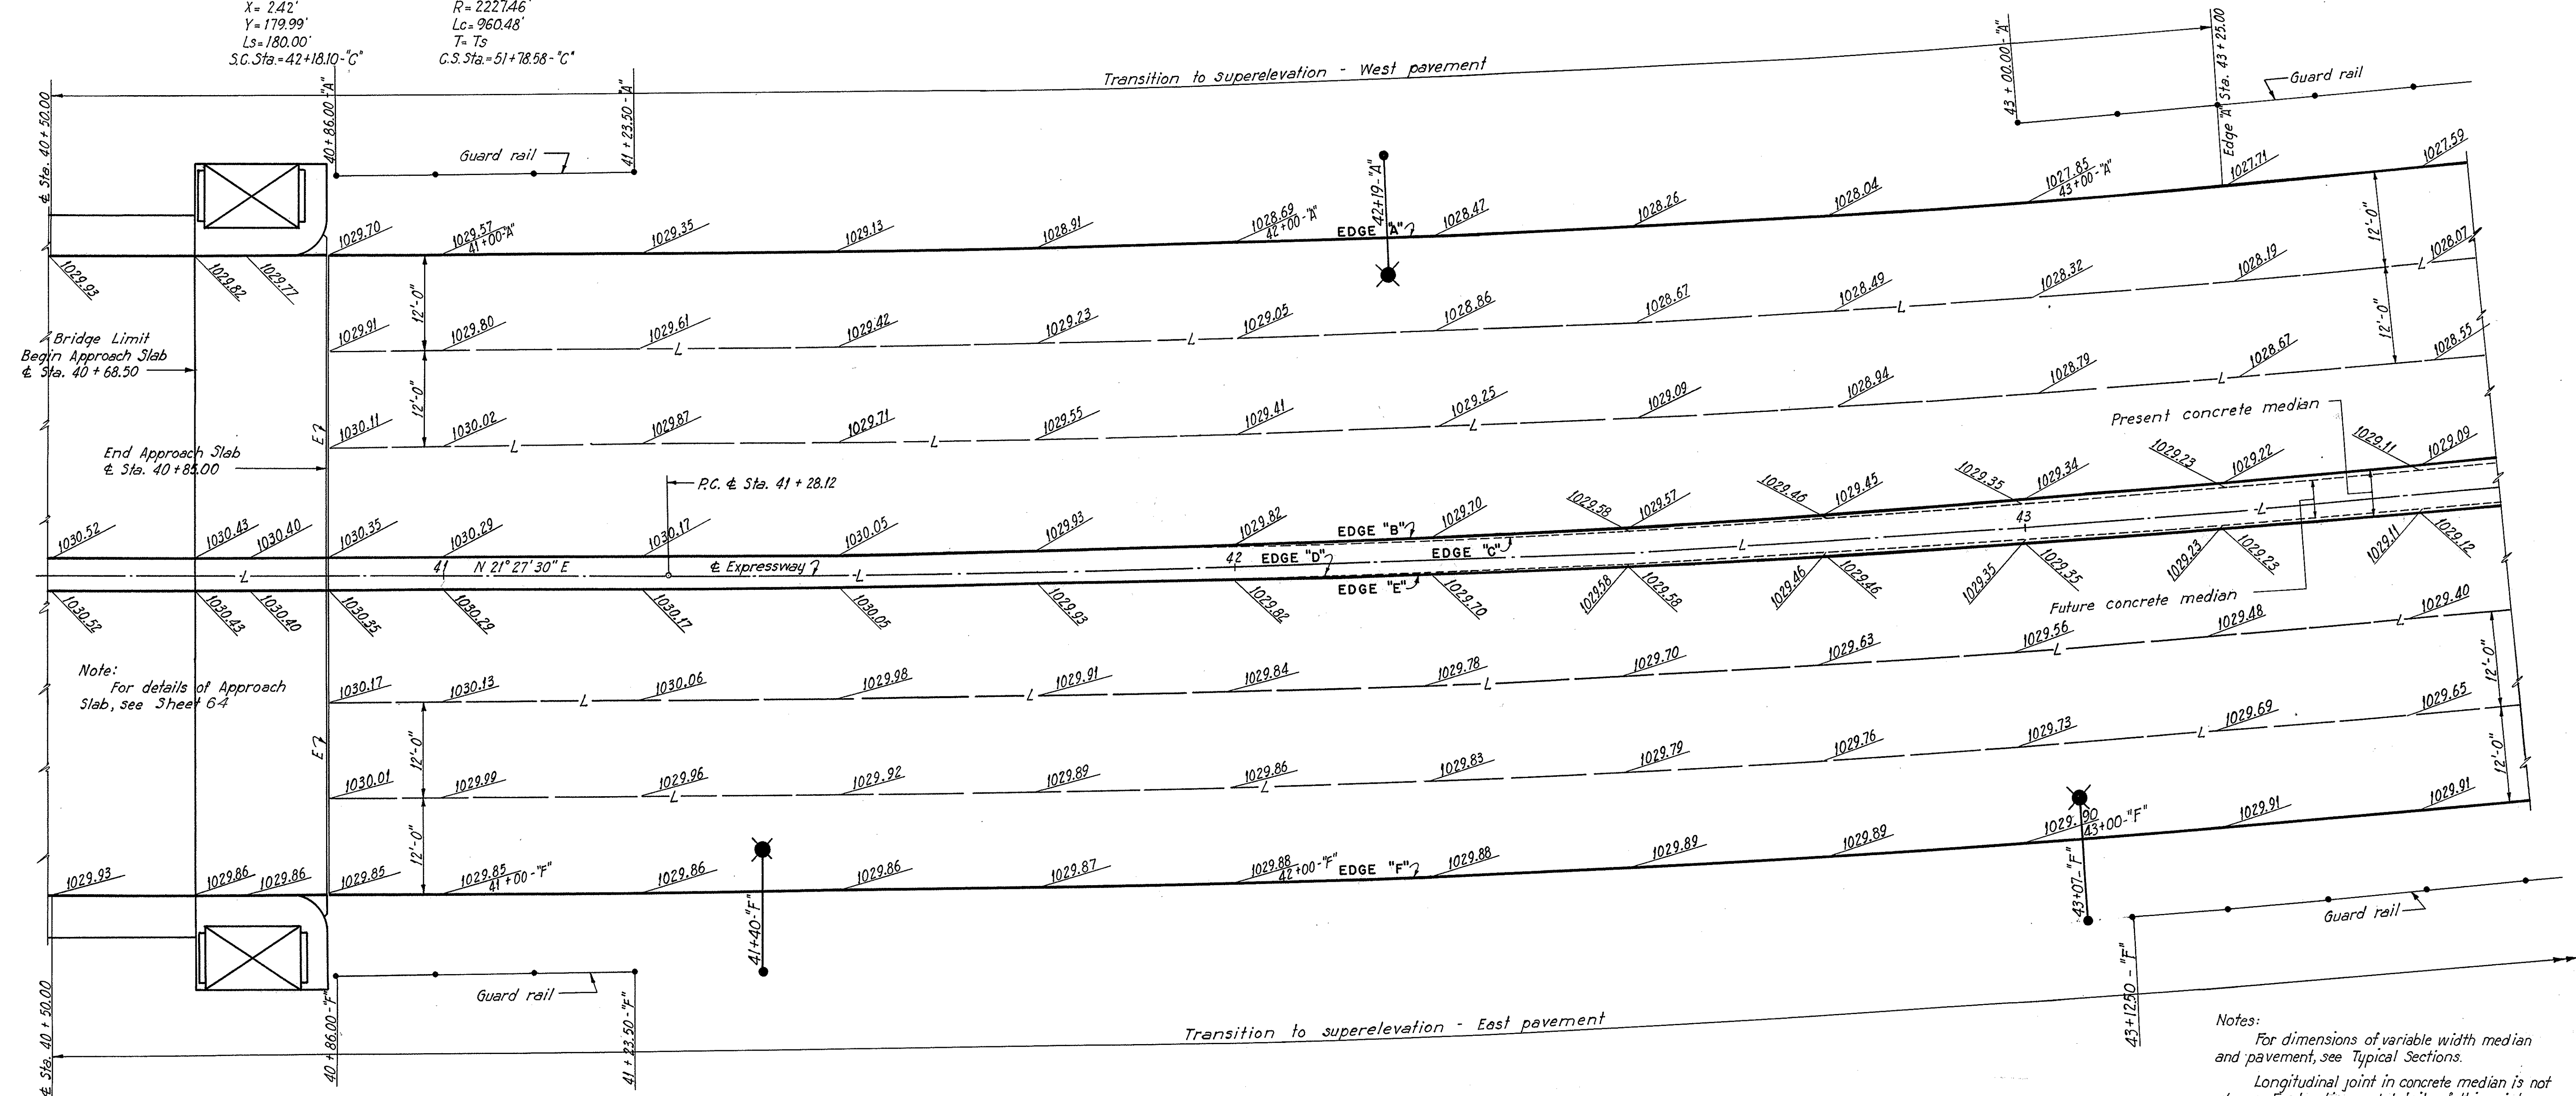 X = 2.42'
Y = 179.99'
Ls = 180.00'
S.C. Sta. = 42+18.10-"C"
R = 2227.46'
Lc = 960.48'
T = Ts
C.S. Sta. = 51+78.58-"C"
Transition to superelevation - West pavement
℄ Sta. 40+50.00
40+86.00-"A"
41+23.50-"A"
43+00.00-"A"
Edge "A" Sta. 43+25.00
Guard rail
Guard rail
42+19-"A"
1029.70
1029.57
41+00-"A"
1029.35
1029.13
1028.91
1028.69
42+00-"A"
EDGE "A"
1028.47
1028.26
1028.04
1027.85
43+00-"A"
1027.71
1027.59
1029.93
1029.82
1029.77
12'-0"
12'-0"
12'-0"
12'-0"
1029.91
1029.80
1029.61
1029.42
1029.23
1029.05
1028.86
1028.67
1028.49
1028.32
1028.19
1028.07
Bridge Limit
Begin Approach Slab
℄ Sta. 40+68.50
1030.11
1030.02
1029.87
1029.71
1029.55
1029.41
1029.25
1029.09
1028.94
1028.79
1028.67
1028.55
E
End Approach Slab
℄ Sta. 40+85.00
P.C. ℄ Sta. 41+28.12
Present concrete median
1030.52
1030.43
1030.40
1030.35
1030.29
1030.17
1030.05
1029.93
1029.82
EDGE "B"
1029.70
1029.58
1029.57
1029.46
1029.45
1029.35
1029.34
1029.23
1029.22
1029.11
1029.09
41
N 21° 27' 30" E
℄ Expressway
42
EDGE "D"
EDGE "C"
43
EDGE "E"
1030.52
1030.43
1030.40
1030.35
1030.29
1030.17
1030.05
1029.93
1029.82
1029.70
1029.58
1029.58
1029.46
1029.46
1029.35
1029.35
1029.23
1029.23
1029.11
1029.12
Future concrete median
Note:
For details of Approach
Slab, see Sheet 64
1030.17
1030.13
1030.06
1029.98
1029.91
1029.84
1029.78
1029.70
1029.63
1029.56
1029.48
1029.40
E
12'-0"
12'-0"
12'-0"
12'-0"
1030.01
1029.99
1029.96
1029.92
1029.89
1029.86
1029.83
1029.79
1029.76
1029.73
1029.69
1029.65
1029.93
1029.86
1029.86
1029.85
1029.85
41+00-"F"
1029.86
1029.86
1029.87
1029.88
42+00-"F"
EDGE "F"
1029.88
1029.89
1029.89
1029.90
43+00-"F"
1029.91
1029.91
41+40-"F"
43+07-"F"
Guard rail
Guard rail
℄ Sta. 40+50.00
40+86.00-"F"
41+23.50-"F"
43+12.50-"F"
Transition to superelevation - East pavement
Notes:
For dimensions of variable width median
and pavement, see Typical Sections.
Longitudinal joint in concrete median is not